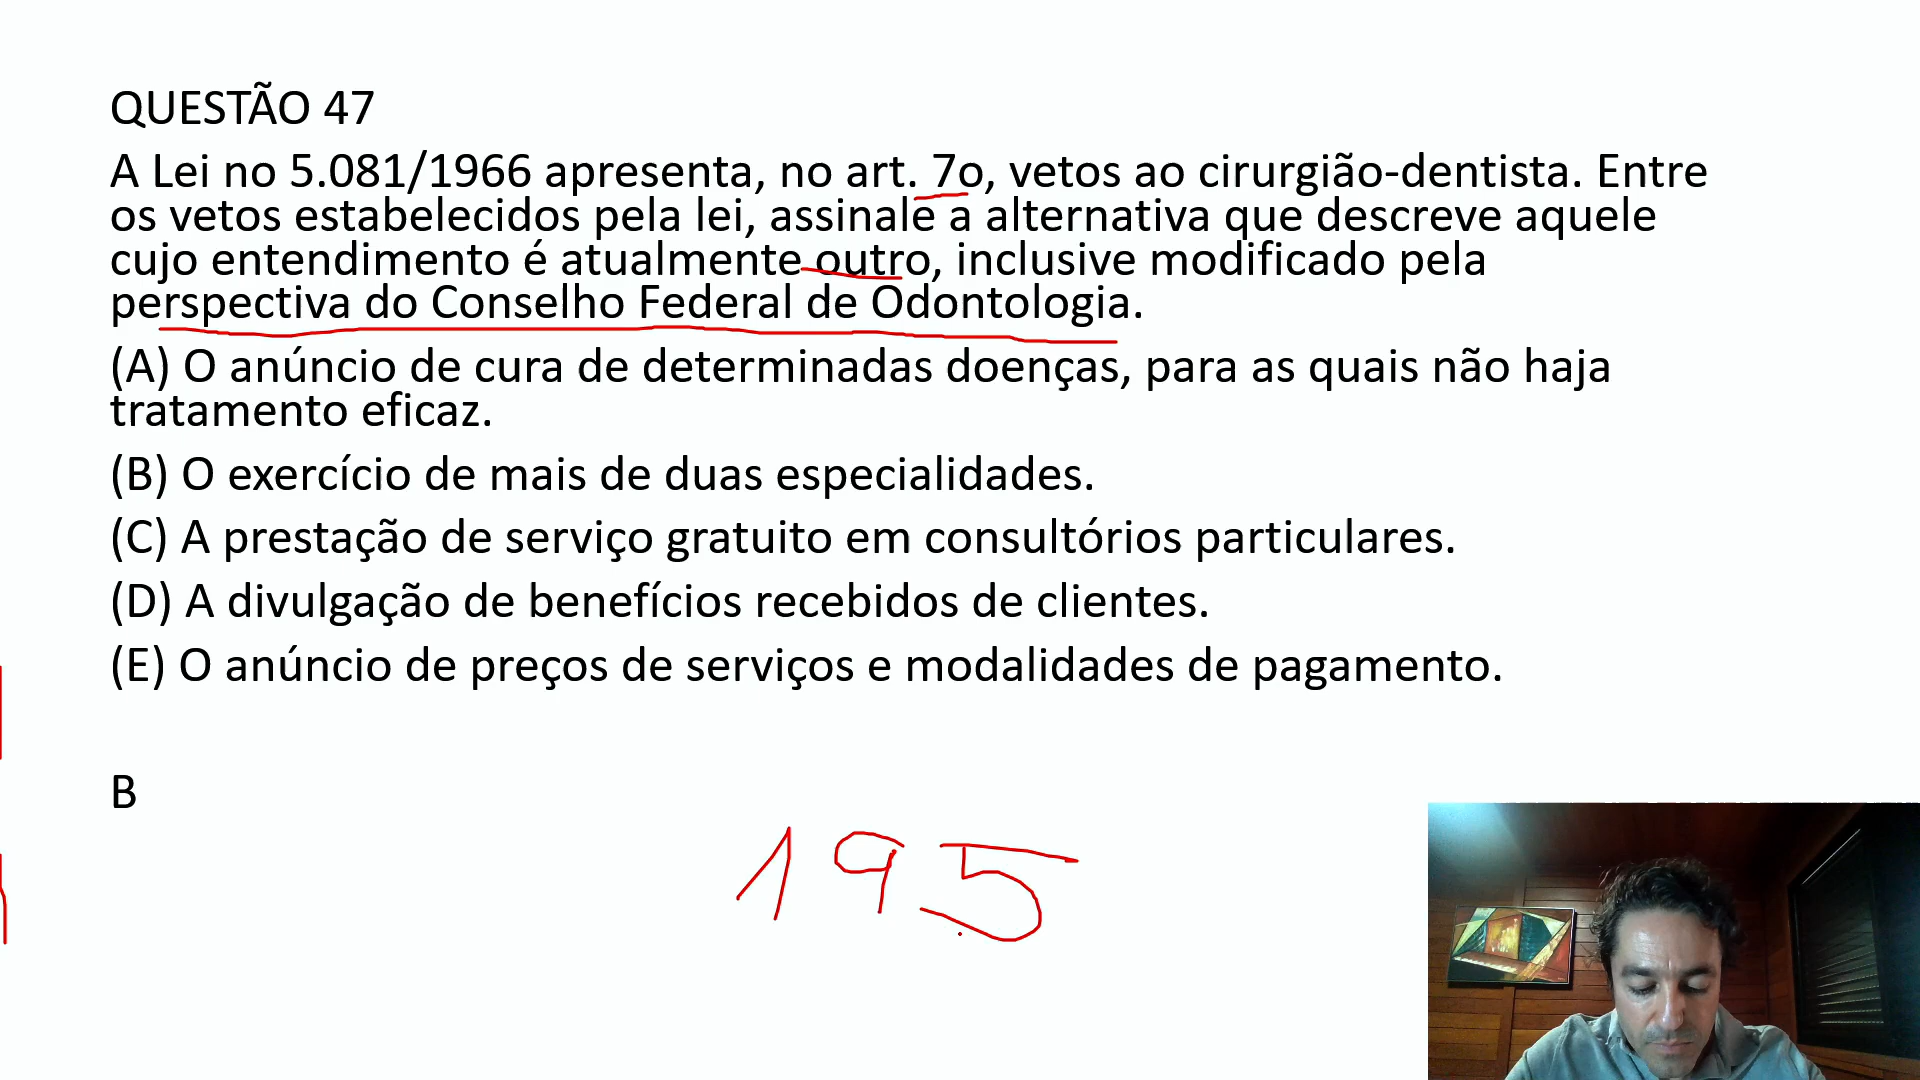 QUESTÃO 47
A Lei no 5.081/1966 apresenta, no art. 7o, vetos ao cirurgião-dentista. Entre
os vetos estabelecidos pela lei, assinale a alternativa que descreve aquele
cujo entendimento é atualmente outro, inclusive modificado pela
perspectiva do Conselho Federal de Odontologia.
(A) O anúncio de cura de determinadas doenças, para as quais não haja
tratamento eficaz.
(B) O exercício de mais de duas especialidades.
(C) A prestação de serviço gratuito em consultórios particulares.
(D) A divulgação de benefícios recebidos de clientes.
(E) O anúncio de preços de serviços e modalidades de pagamento.
B
195